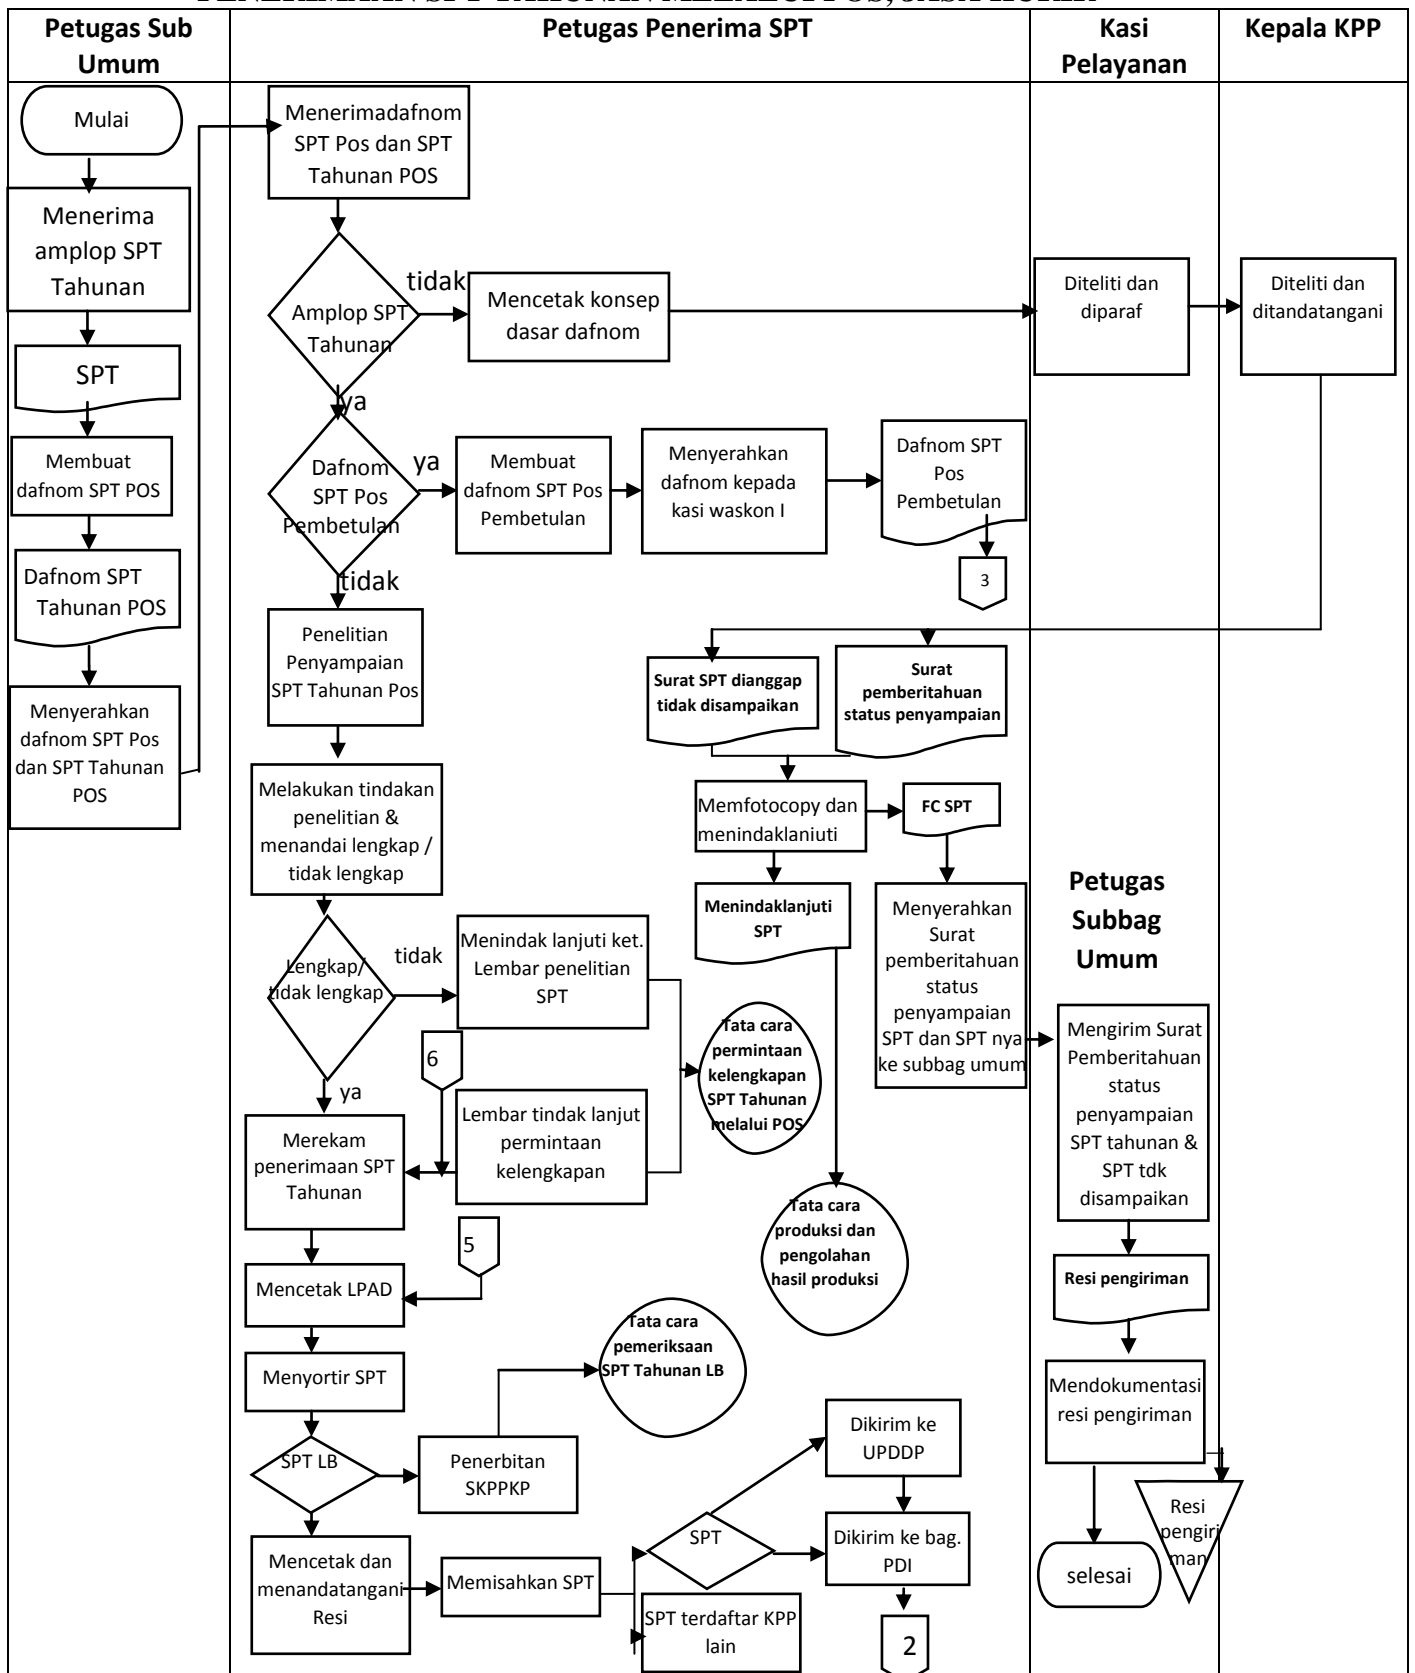 PENERIMAAN SPT TAHUNAN MELALUI POS, JASA KURIR
Petugas Sub
Umum
Petugas Penerima SPT
Kasi
Pelayanan
Kepala KPP
Mulai
Menerima
amplop SPT
Tahunan
SPT
Membuat
dafnom SPT POS
Dafnom SPT
Tahunan POS
Menyerahkan
dafnom SPT Pos
dan SPT Tahunan
POS
Menerimadafnom
SPT Pos dan SPT
Tahunan POS
Amplop SPT
Tahunan
tidak
Mencetak konsep
dasar dafnom
Diteliti dan
diparaf
Diteliti dan
ditandatangani
ya
Dafnom
SPT Pos
Pembetulan
ya
Membuat
dafnom SPT Pos
Pembetulan
Menyerahkan
dafnom kepada
kasi waskon I
Dafnom SPT
Pos
Pembetulan
3
tidak
Penelitian
Penyampaian
SPT Tahunan Pos
Surat SPT dianggap
tidak disampaikan
Surat
pemberitahuan
status penyampaian
Melakukan tindakan
penelitian &
menandai lengkap /
tidak lengkap
Memfotocopy dan
menindaklaniuti
FC SPT
Menindaklanjuti
SPT
Menyerahkan
Surat
pemberitahuan
status
penyampaian
SPT dan SPT nya
ke subbag umum
Petugas
Subbag
Umum
Lengkap/
tidak lengkap
tidak
Menindak lanjuti ket.
Lembar penelitian
SPT
Tata cara
permintaan
kelengkapan
SPT Tahunan
melalui POS
Mengirim Surat
Pemberitahuan
status
penyampaian
SPT tahunan &
SPT tdk
disampaikan
6
ya
Lembar tindak lanjut
permintaan
kelengkapan
Merekam
penerimaan SPT
Tahunan
Tata cara
produksi dan
pengolahan
hasil produksi
5
Mencetak LPAD
Resi pengiriman
Tata cara
pemeriksaan
SPT Tahunan LB
Menyortir SPT
Mendokumentasi
resi pengiriman
SPT LB
Penerbitan
SKPPKP
Dikirim ke
UPDDP
Resi
pengiri
man
Mencetak dan
menandatangani
Resi
Memisahkan SPT
SPT
Dikirim ke bag.
PDI
selesai
SPT terdaftar KPP
lain
2